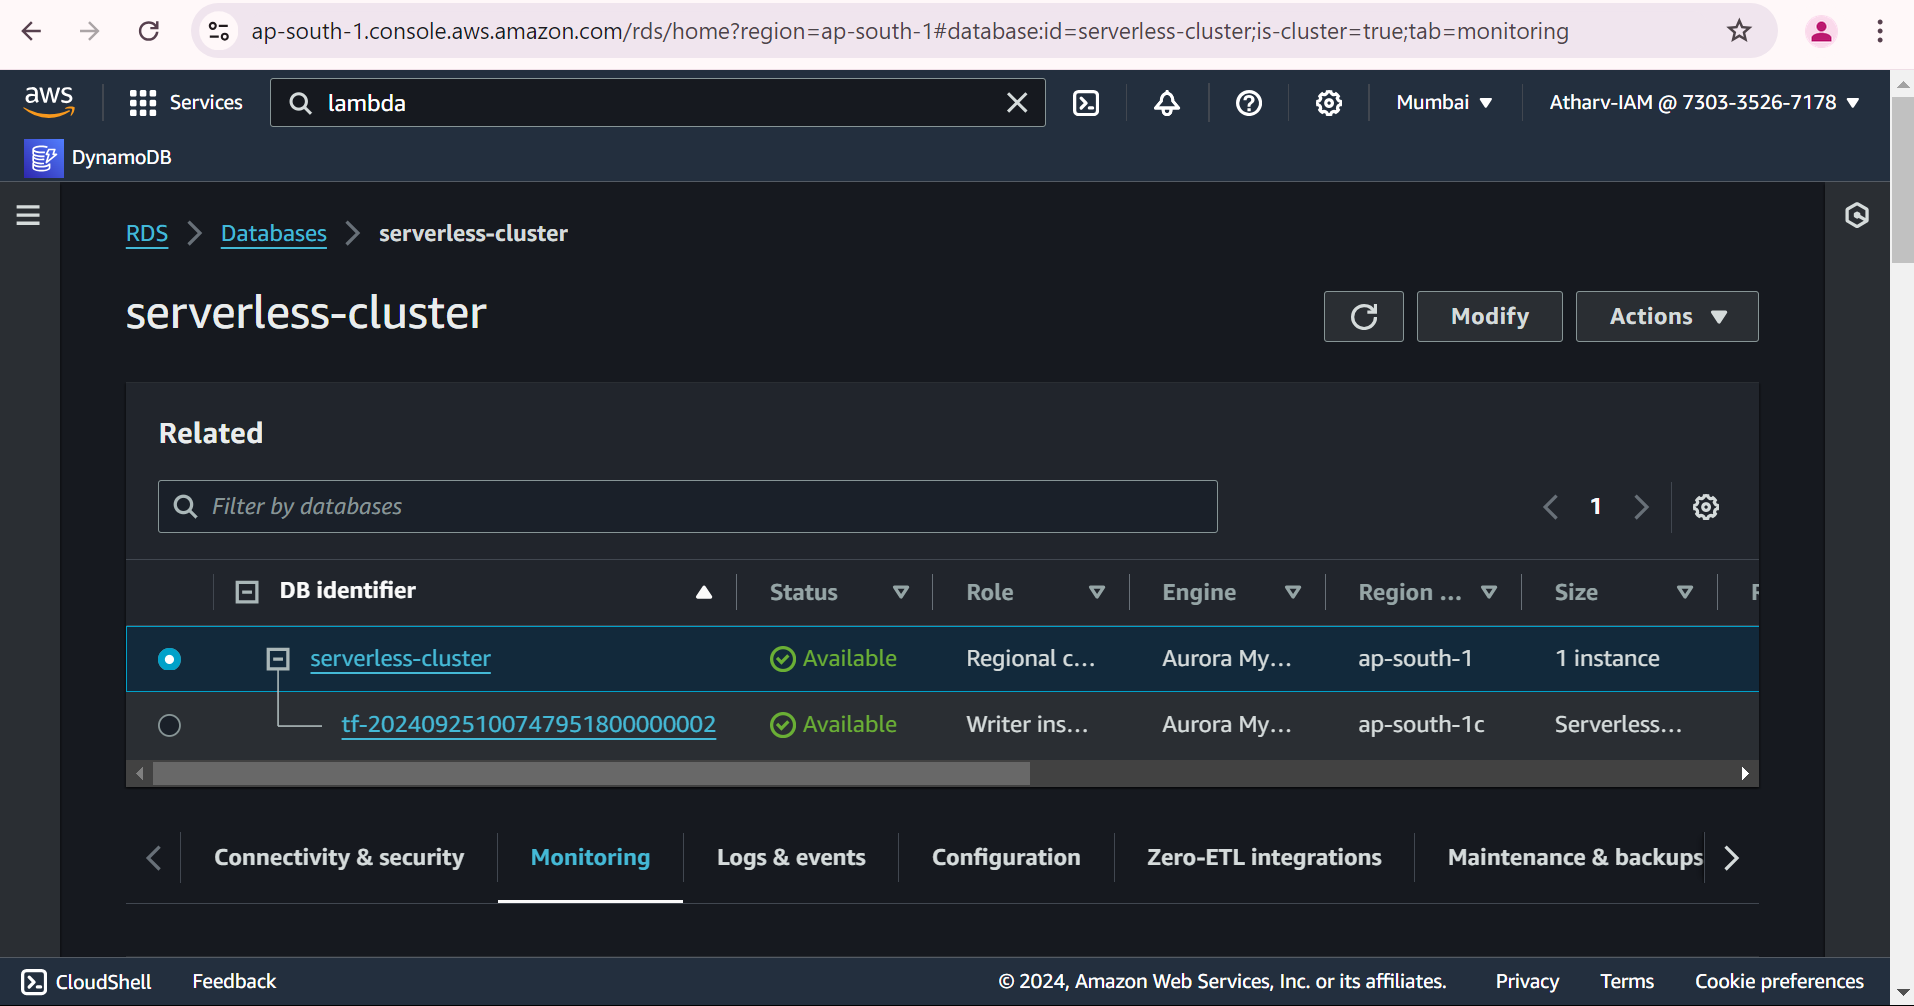 ap-south-1.console.aws.amazon.com/rds/home?region=ap-south-1#database:id=serverless-cluster;is-cluster=true;tab=monitoring
aws Services lambda Mumbai Atharv-IAM @ 7303-3526-7178
DynamoDB
RDS Databases serverless-cluster
serverless-cluster
Modify Actions
Related
Filter by databases 1
DB identifier Status Role Engine Region ... Size
serverless-cluster Available Regional c... Aurora My... ap-south-1 1 instance
tf-20240925100747951800000002 Available Writer ins... Aurora My... ap-south-1c Serverless...
Connectivity & security Monitoring Logs & events Configuration Zero-ETL integrations Maintenance & backups
CloudShell Feedback © 2024, Amazon Web Services, Inc. or its affiliates. Privacy Terms Cookie preferences